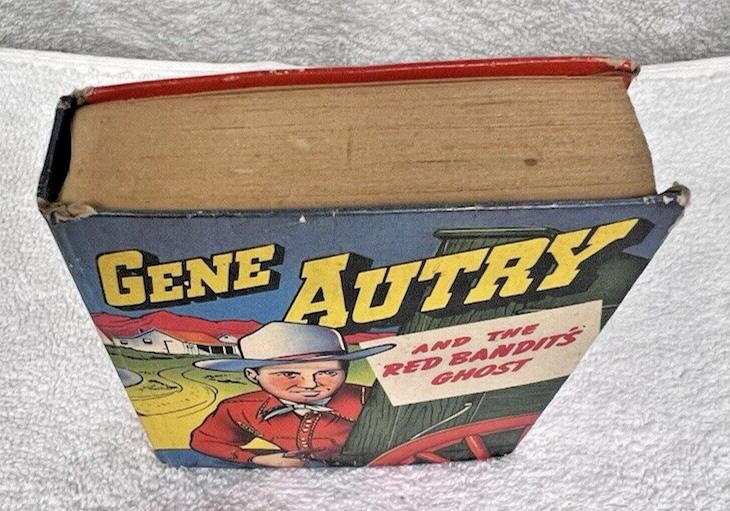 GENE AUTRY
AND THE
RED BANDIT'S
GHOST